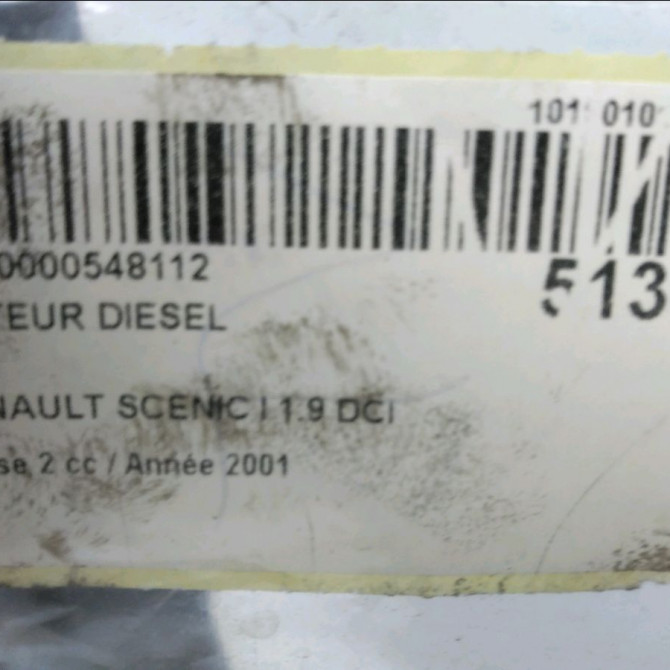 101 010
0000548112
513
TEUR DIESEL
NAULT SCENIC I 1.9 DCI
se 2 cc / Année 2001